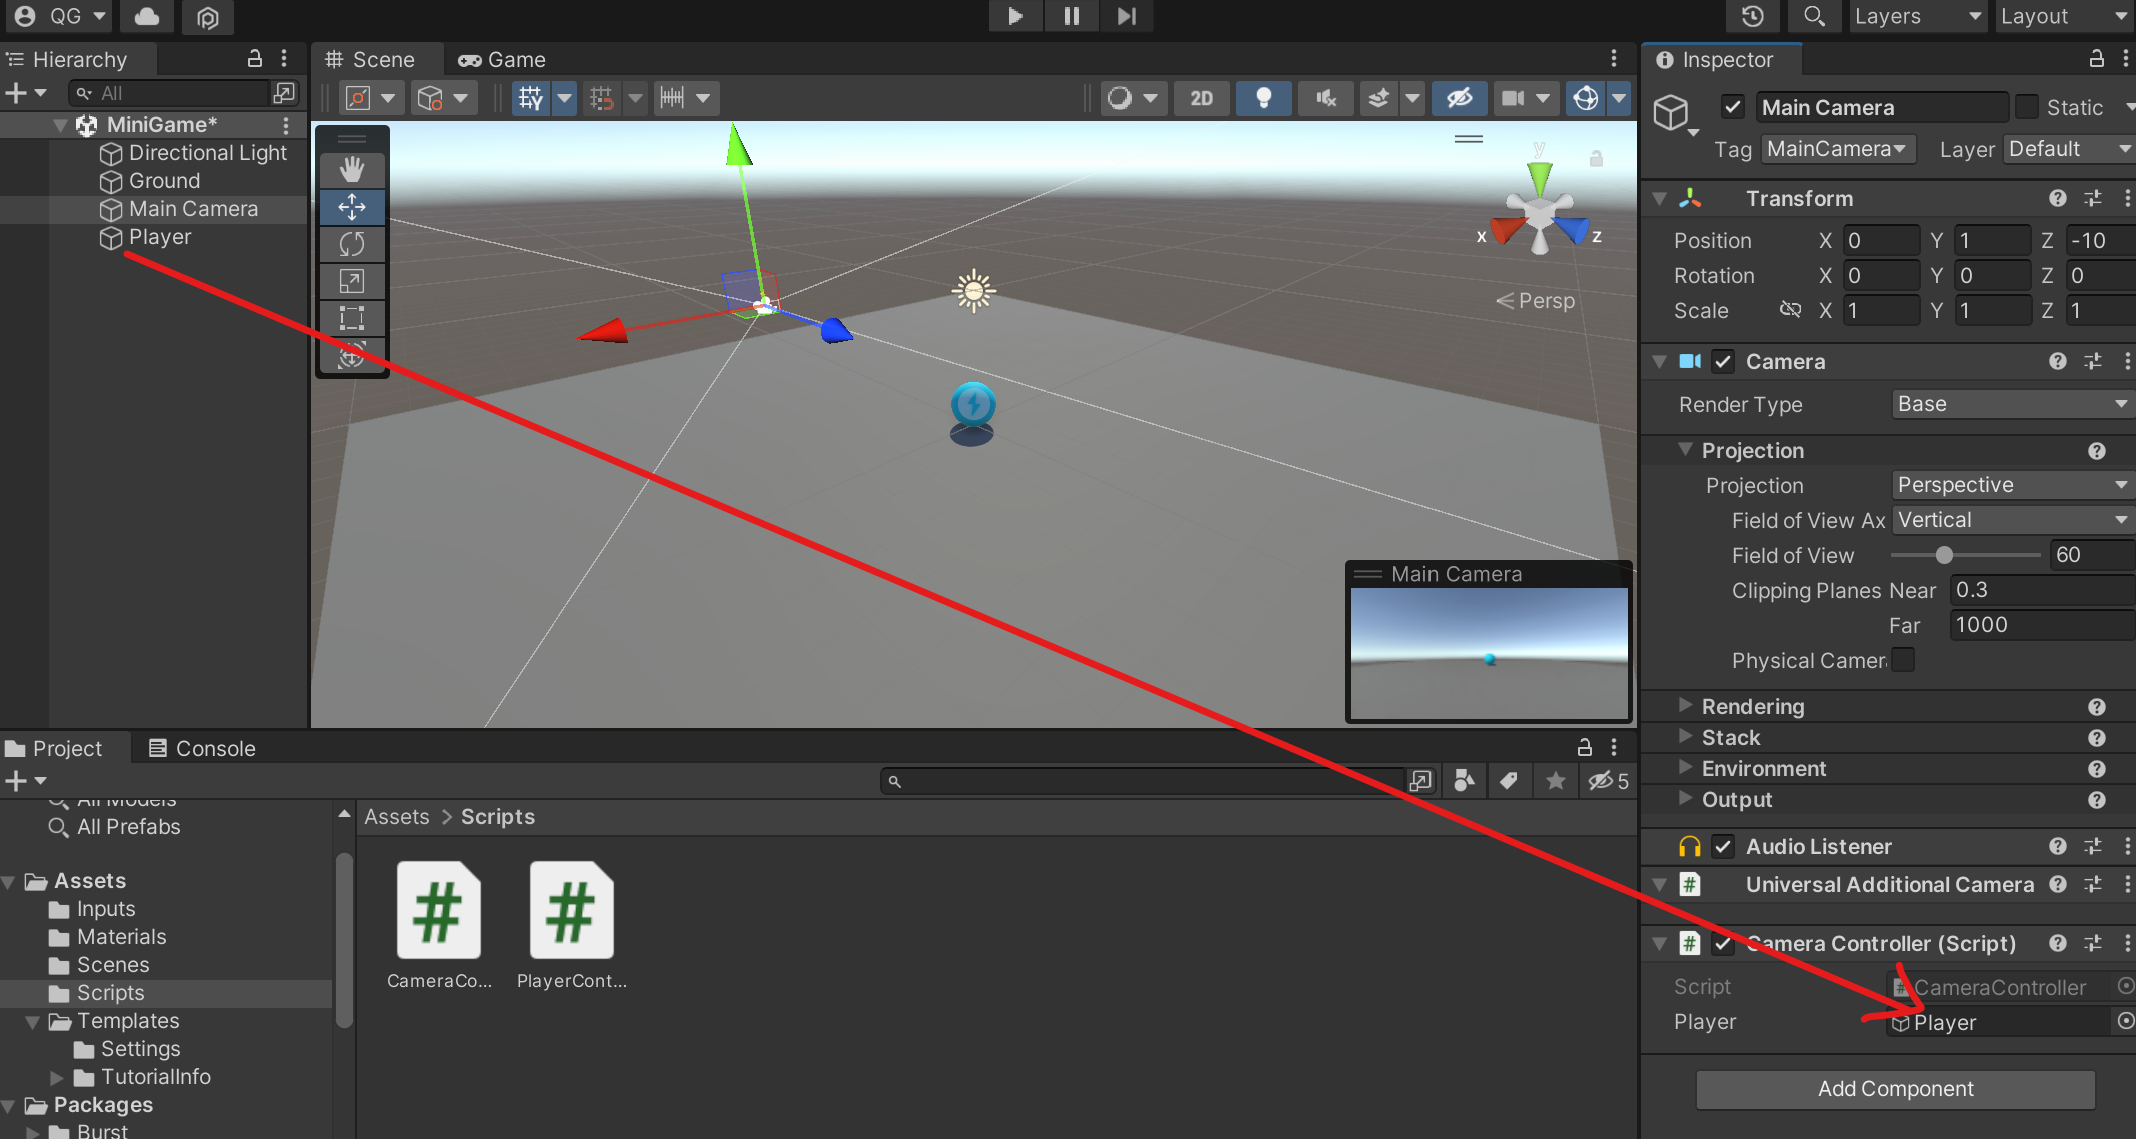 QG
Layers
Layout
Hierarchy
All
MiniGame*
Directional Light
Ground
Main Camera
Player
Scene
Game
2D
y
x
z
Persp
Main Camera
Inspector
Main Camera
Static
Tag MainCamera Layer Default
Transform
Position X 0 Y 1 Z -10
Rotation X 0 Y 0 Z 0
Scale X 1 Y 1 Z 1
Camera
Render Type Base
Projection
Projection Perspective
Field of View Ax Vertical
Field of View 60
Clipping Planes Near 0.3
Far 1000
Physical Camer
Rendering
Stack
Environment
Output
Audio Listener
Universal Additional Camera
Camera Controller (Script)
Script # CameraController
Player Player
Add Component
Project
Console
5
All Models
All Prefabs
Assets
Inputs
Materials
Scenes
Scripts
Templates
Settings
TutorialInfo
Packages
Burst
Assets > Scripts
#
#
CameraCo...
PlayerCont...